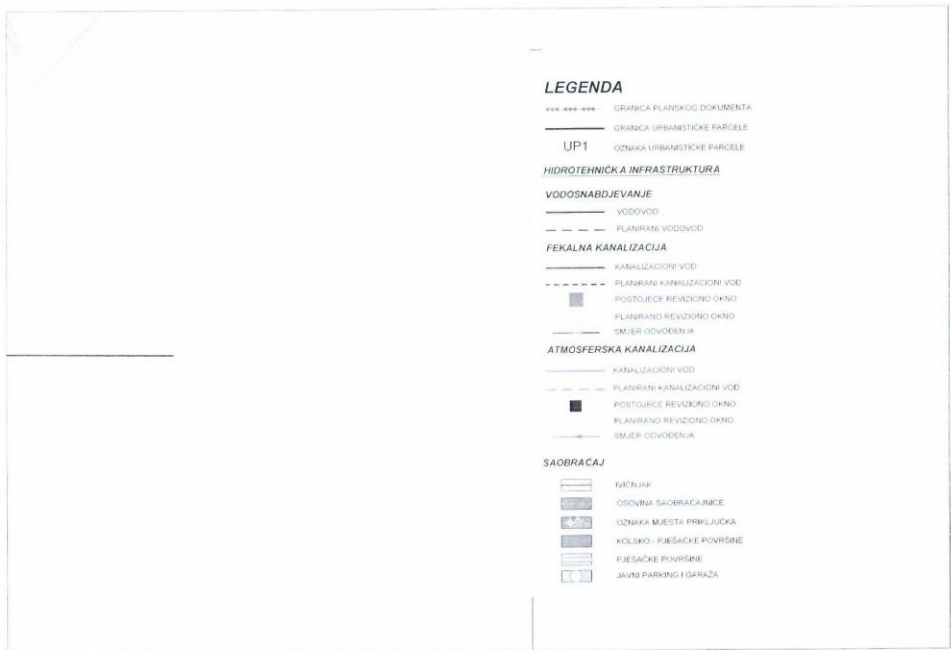 LEGENDA
GRANICA PLANSKOG DOKUMENTA
GRANICA URBANISTIČKE PARCELE
UP1 OZNAKA URBANISTIČKE PARCELE
HIDROTEHNIČKA INFRASTRUKTURA
VODOSNABDJEVANJE
VODOVOD
PLANIRANI VODOVOD
FEKALNA KANALIZACIJA
KANALIZACIONI VOD
PLANIRANI KANALIZACIONI VOD
POSTOJEĆE REVIZIONO OKNO
PLANIRANO REVIZIONO OKNO
SMJER ODVOĐENJA
ATMOSFERSKA KANALIZACIJA
KANALIZACIONI VOD
PLANIRANI KANALIZACIONI VOD
POSTOJEĆE REVIZIONO OKNO
PLANIRANO REVIZIONO OKNO
SMJER ODVOĐENJA
SAOBRAĆAJ
IVIČNJAK
OSOVINA SAOBRAĆAJNICE
OZNAKA MJESTA PRIKLJUČKA
KOLSKO - PJEŠAČKE POVRŠINE
PJEŠAČKE POVRŠINE
JAVNI PARKING I GARAŽA